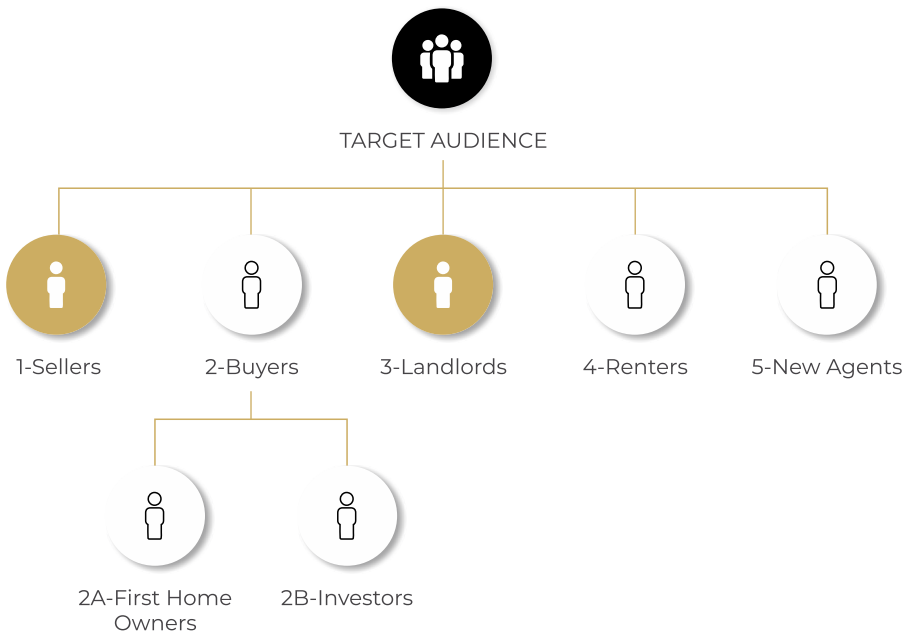 TARGET AUDIENCE
1-Sellers
2-Buyers
3-Landlords
4-Renters
5-New Agents
2A-First Home
Owners
2B-Investors